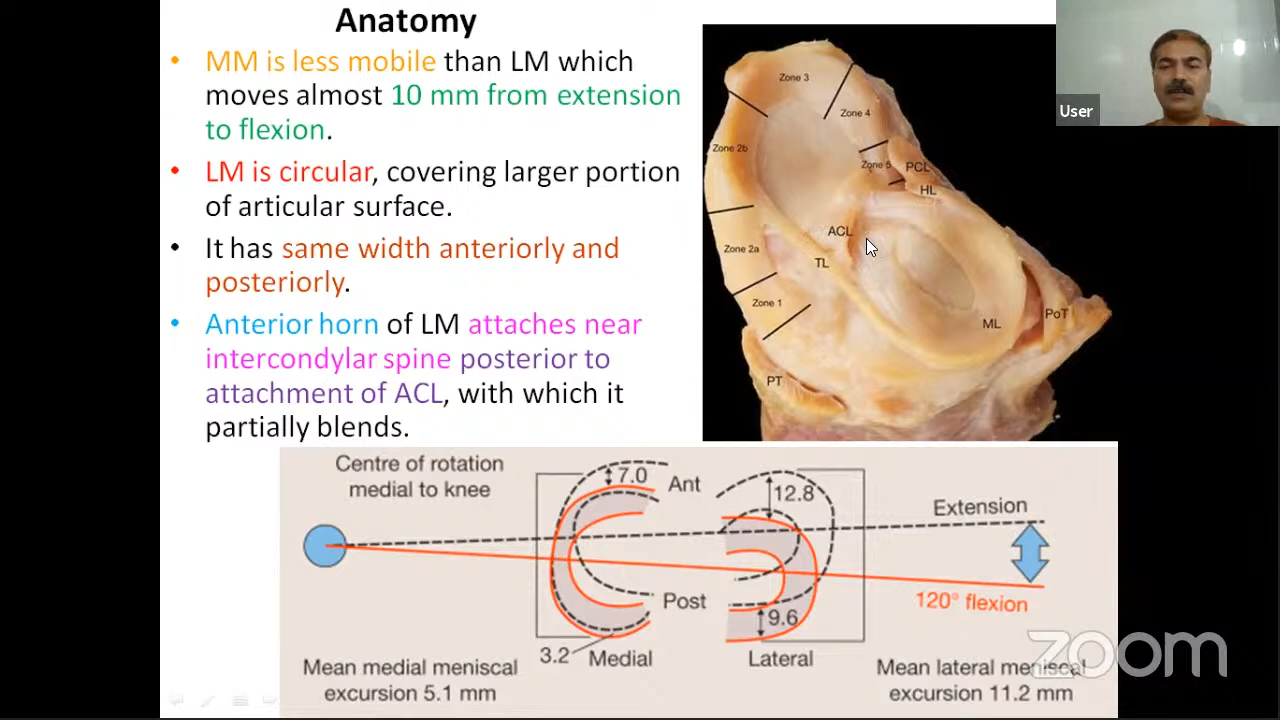 Anatomy
• MM is less mobile than LM which
moves almost 10 mm from extension
to flexion.
• LM is circular, covering larger portion
of articular surface.
• It has same width anteriorly and
posteriorly.
• Anterior horn of LM attaches near
intercondylar spine posterior to
attachment of ACL, with which it
partially blends.
User
Zone 3
Zone 4
Zone 2b
Zone 5
PCL
HL
ACL
Zone 2a
TL
Zone 1
ML
PoT
PT
Centre of rotation
medial to knee
7.0
Ant
12.8
Extension
Post
120° flexion
9.6
3.2
Medial
Lateral
Mean medial meniscal
excursion 5.1 mm
Mean lateral meniscal
excursion 11.2 mm
zoom